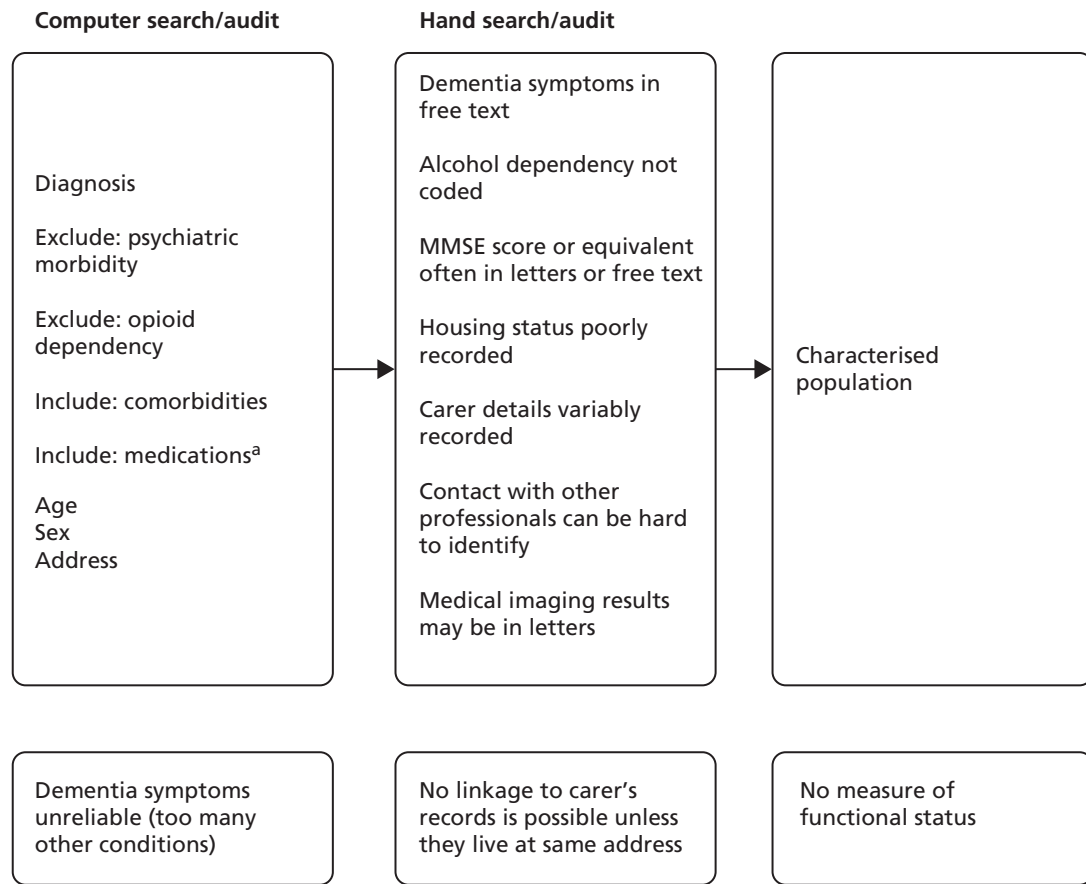 Computer search/audit
Diagnosis
Exclude: psychiatric
morbidity
Exclude: opioid
dependency
Include: comorbidities
Include: medicationsᵃ
Age
Sex
Address
Hand search/audit
Dementia symptoms in
free text
Alcohol dependency not
coded
MMSE score or equivalent
often in letters or free text
Housing status poorly
recorded
Carer details variably
recorded
Contact with other
professionals can be hard
to identify
Medical imaging results
may be in letters
Characterised
population
Dementia symptoms
unreliable (too many
other conditions)
No linkage to carer’s
records is possible unless
they live at same address
No measure of
functional status